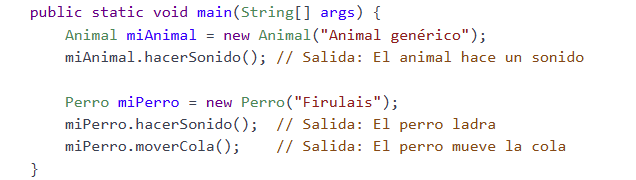 public static void main(String[] args) {
    Animal miAnimal = new Animal("Animal genérico");
    miAnimal.hacerSonido(); // Salida: El animal hace un sonido

    Perro miPerro = new Perro("Firulais");
    miPerro.hacerSonido();  // Salida: El perro ladra
    miPerro.moverCola();    // Salida: El perro mueve la cola
}